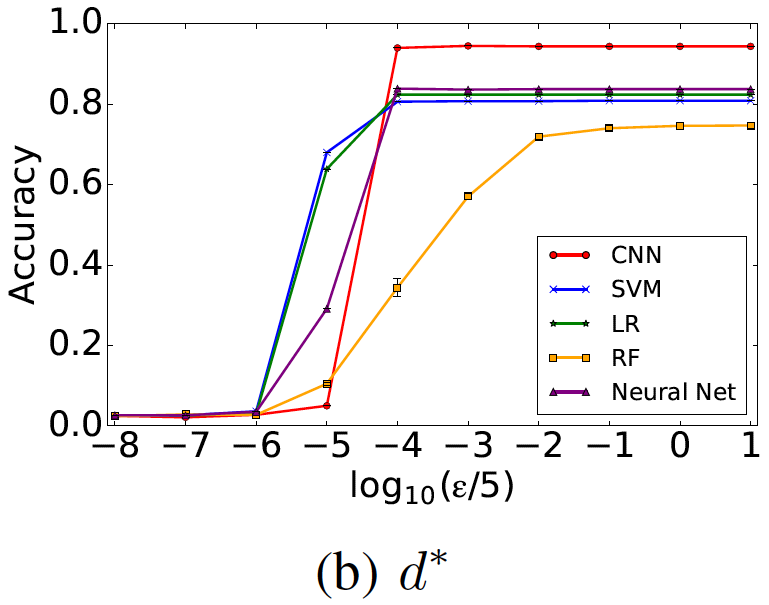 1.0
0.8
0.6
0.4
0.2
0.0
Accuracy
CNN
SVM
LR
RF
Neural Net
−8 −7 −6 −5 −4 −3 −2 −1 0 1
log₁₀(ε/5)
(b) d*